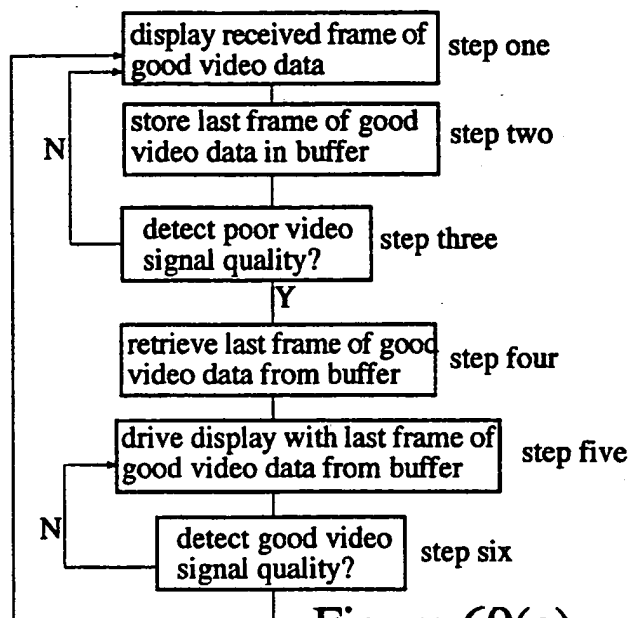 display received frame of
good video data
step one
store last frame of good
video data in buffer
step two
N
detect poor video
signal quality?
step three
Y
retrieve last frame of good
video data from buffer
step four
drive display with last frame of
good video data from buffer
step five
N
detect good video
signal quality?
step six